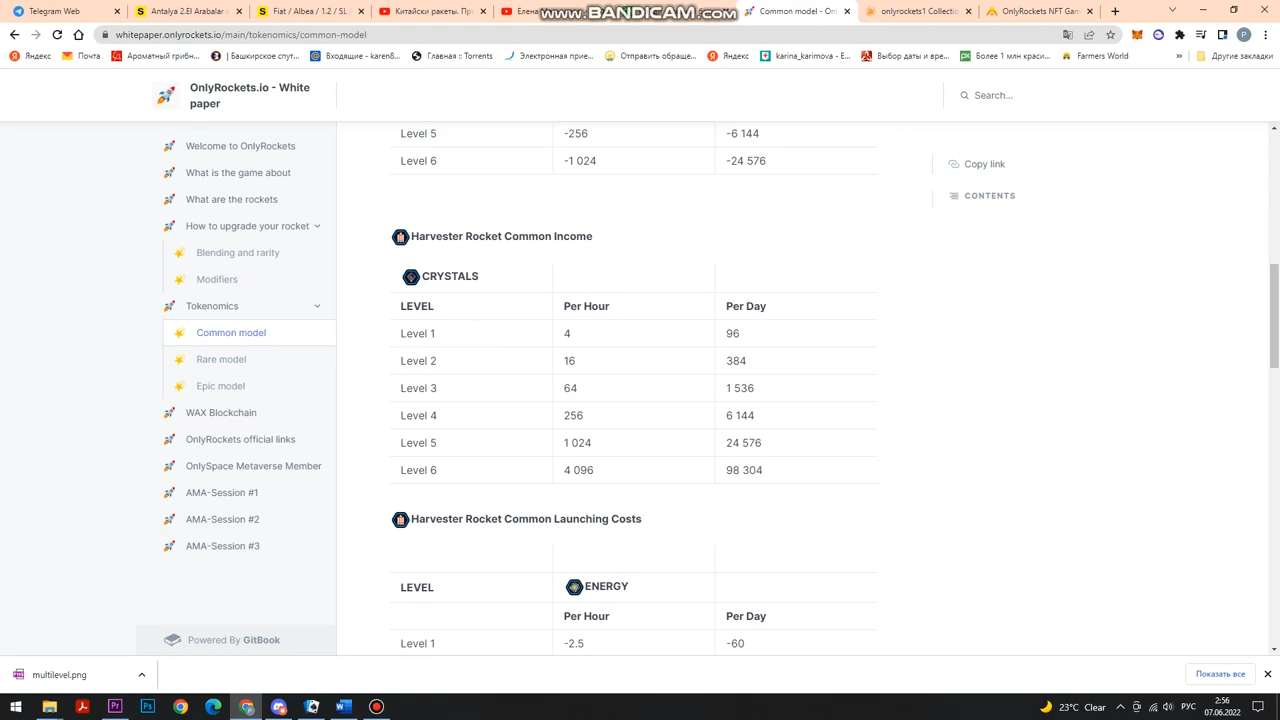 Telegram Web
Antalya 2.El Arabalar
Fiat / Albea / 1.2 / SL
Китайски ракеты. Пр
Елена
www.BANDICAM.com
Common model - Onl
onlyrockets1 Collectio
OnlyRockets NFT Gam
whitepaper.onlyrockets.io/main/tokenomics/common-model
P
Яндекс
Почта
Ароматный грибн...
| Башкирское спут...
Входящие - karen8...
Главная :: Torrents
Электронная прие...
Отправить обраще...
Яндекс
karina_karimova - E...
Выбор даты и вре...
Более 1 млн краси...
Farmers World
»
Другие закладки
OnlyRockets.io - White
paper
Search...
Welcome to OnlyRockets
What is the game about
What are the rockets
How to upgrade your rocket
Blending and rarity
Modifiers
Tokenomics
Common model
Rare model
Epic model
WAX Blockchain
OnlyRockets official links
OnlySpace Metaverse Member
AMA-Session #1
AMA-Session #2
AMA-Session #3
Powered By GitBook
Level 5 -256 -6 144
Level 6 -1 024 -24 576
Harvester Rocket Common Income
CRYSTALS
LEVEL Per Hour Per Day
Level 1 4 96
Level 2 16 384
Level 3 64 1 536
Level 4 256 6 144
Level 5 1 024 24 576
Level 6 4 096 98 304
Harvester Rocket Common Launching Costs
LEVEL ENERGY
Per Hour Per Day
Level 1 -2.5 -60
Copy link
CONTENTS
multilevel.png
Показать все
23°C Clear
РУС
2:56
07.06.2022